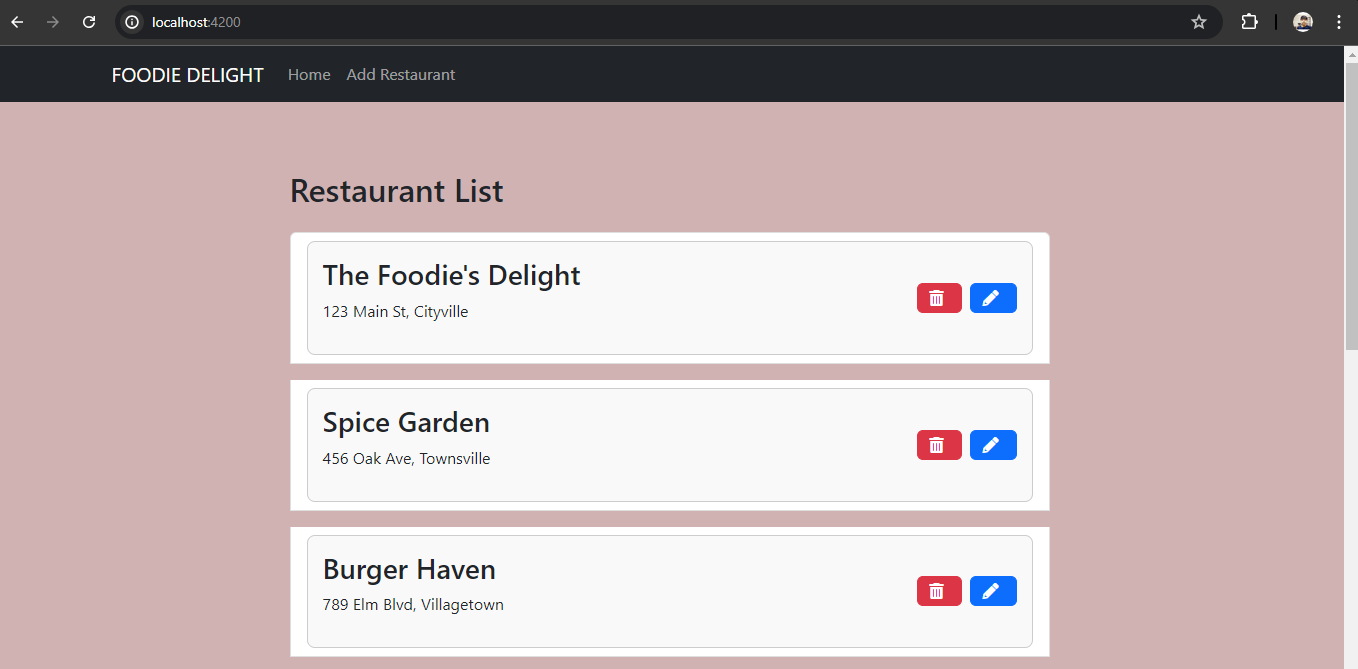 localhost:4200
FOODIE DELIGHT Home Add Restaurant
Restaurant List
The Foodie's Delight
123 Main St, Cityville
Spice Garden
456 Oak Ave, Townsville
Burger Haven
789 Elm Blvd, Villagetown